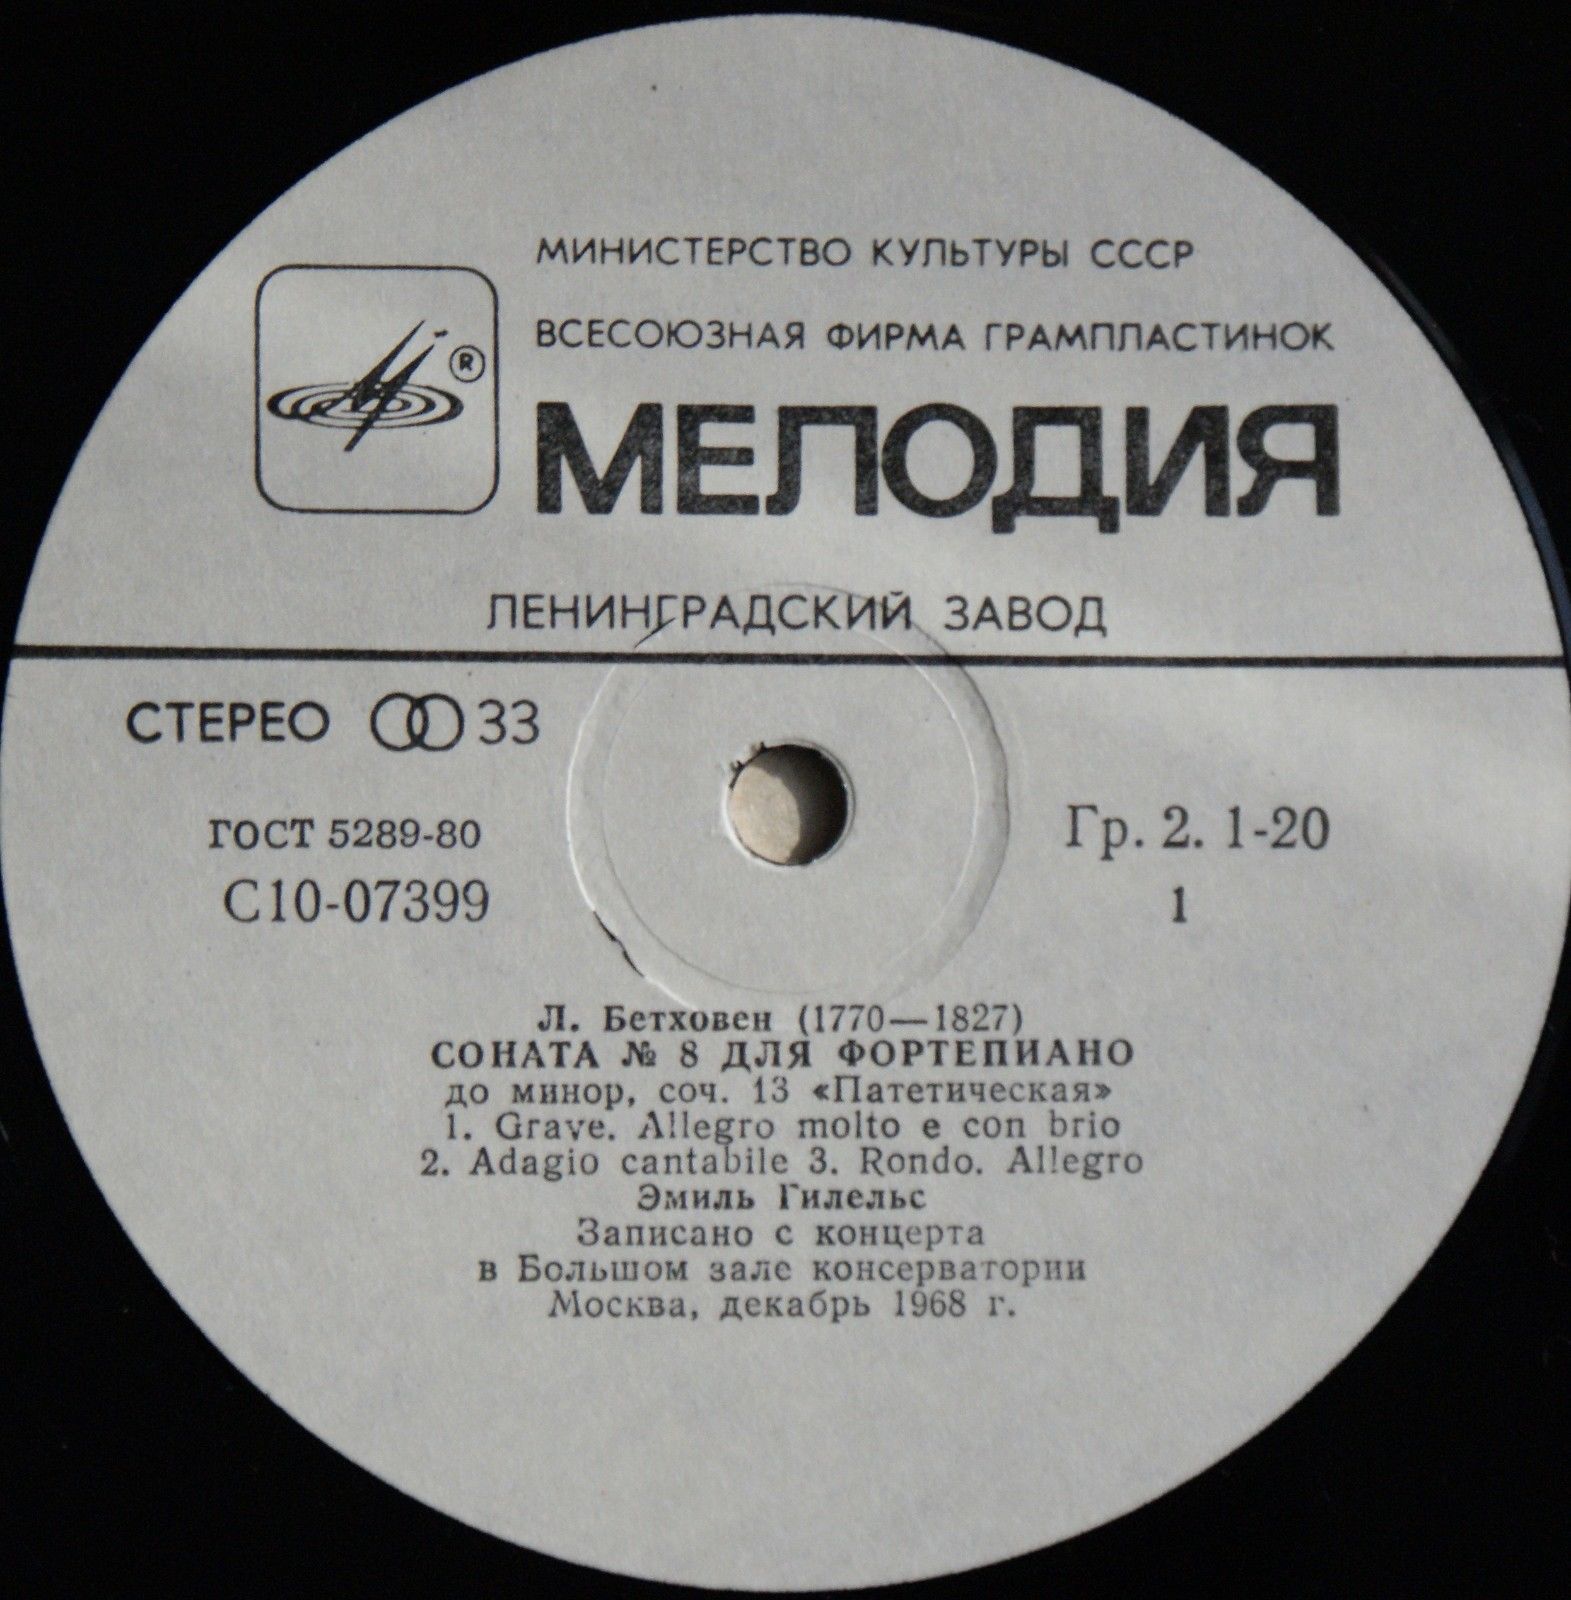 МИНИСТЕРСТВО КУЛЬТУРЫ СССР
ВСЕСОЮЗНАЯ ФИРМА ГРАМПЛАСТИНОК
®
МЕЛОДИЯ
ЛЕНИНГРАДСКИЙ ЗАВОД
СТЕРЕО 33
ГОСТ 5289-80
Гр. 2. 1-20
С10-07399
1
Л. Бетховен (1770—1827)
СОНАТА № 8 ДЛЯ ФОРТЕПИАНО
до минор, соч. 13 «Патетическая»
1. Grave. Allegro molto e con brio
2. Adagio cantabile 3. Rondo. Allegro
Эмиль Гилельс
Записано с концерта
в Большом зале консерватории
Москва, декабрь 1968 г.